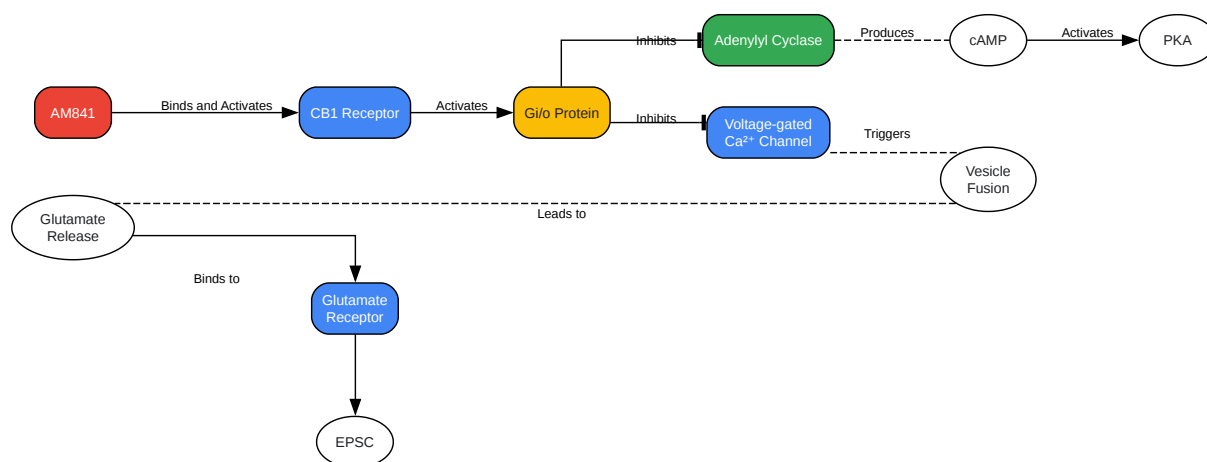 Inhibits
Adenylyl Cyclase
Produces
cAMP
Activates
PKA
AM841
Binds and Activates
CB1 Receptor
Activates
Gi/o Protein
Inhibits
Voltage-gated
Ca²⁺ Channel
Triggers
Vesicle
Fusion
Glutamate
Release
Leads to
Binds to
Glutamate
Receptor
EPSC